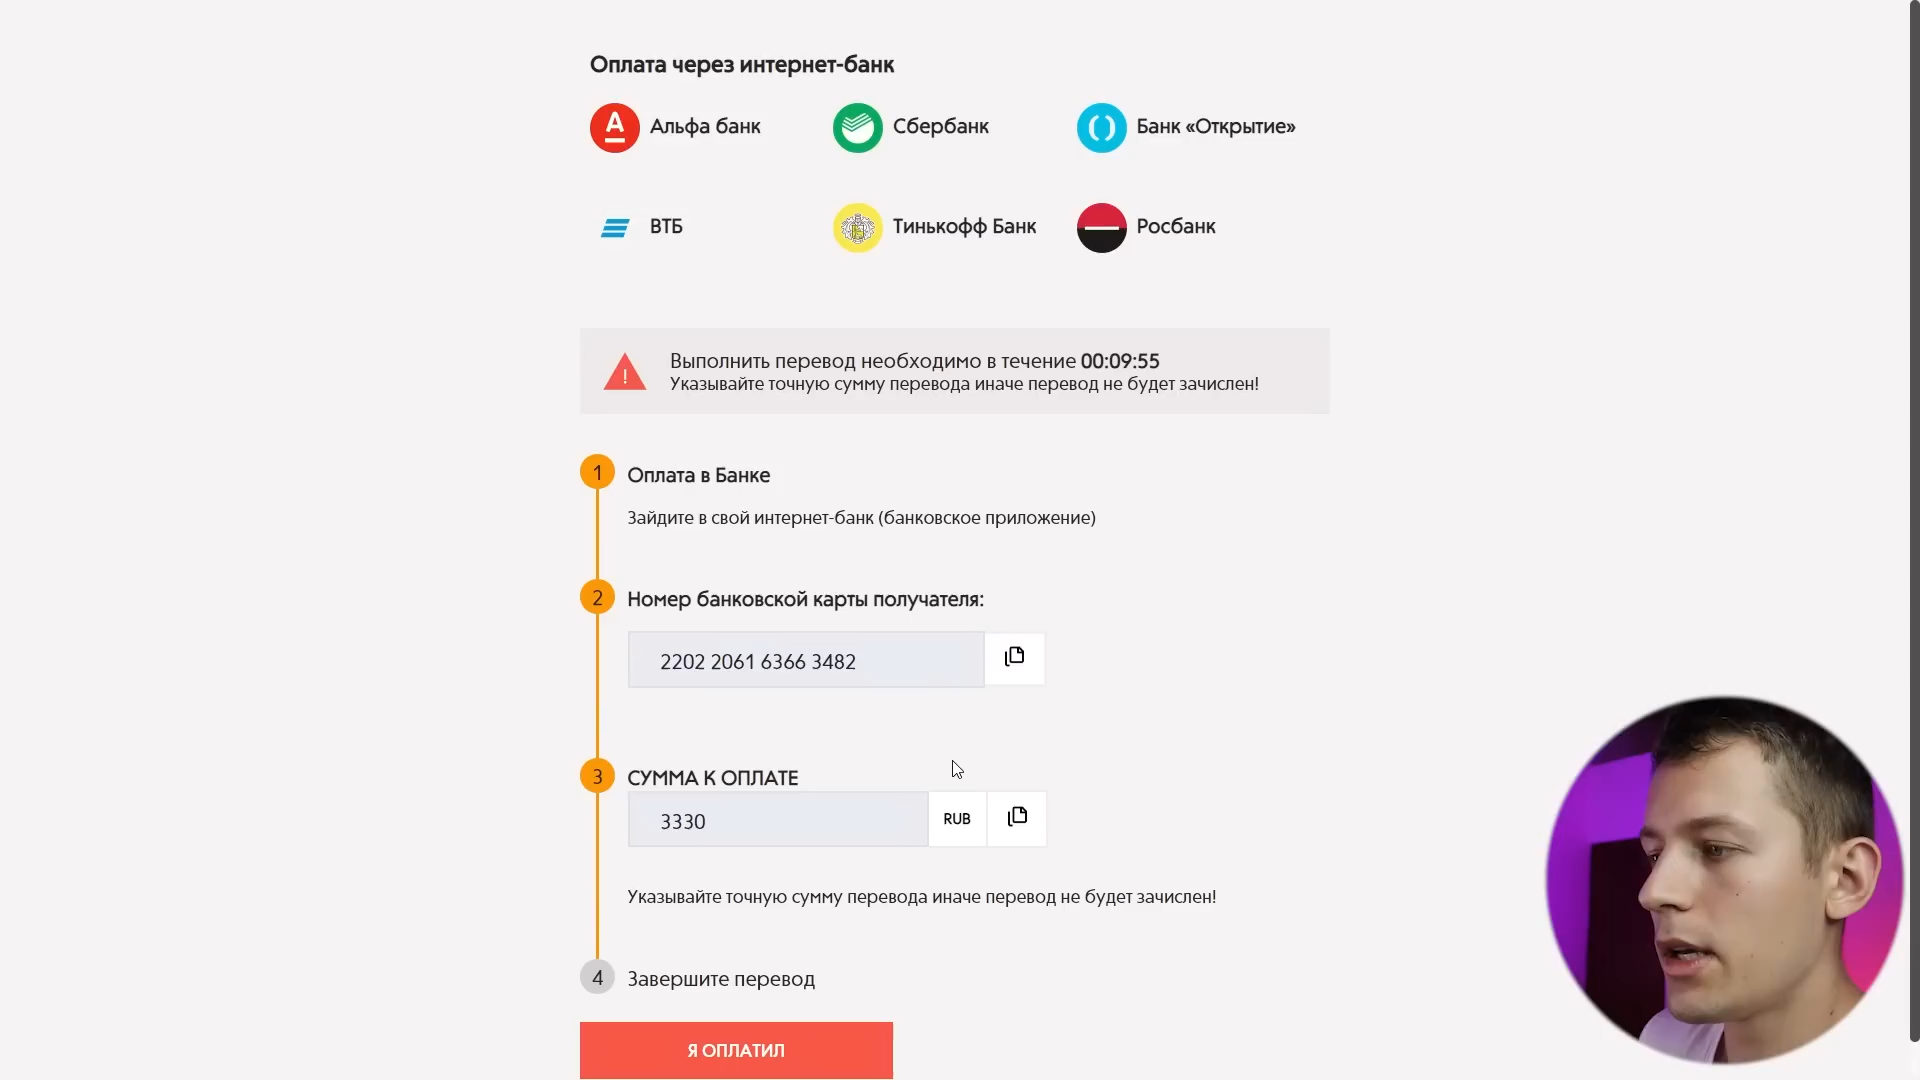 Оплата через интернет-банк
Альфа банк
Сбербанк
Банк «Открытие»
ВТБ
Тинькофф Банк
Росбанк
Выполнить перевод необходимо в течение 00:09:55
Указывайте точную сумму перевода иначе перевод не будет зачислен!
1
Оплата в Банке
Зайдите в свой интернет-банк (банковское приложение)
2
Номер банковской карты получателя:
2202 2061 6366 3482
3
СУММА К ОПЛАТЕ
3330
RUB
Указывайте точную сумму перевода иначе перевод не будет зачислен!
4
Завершите перевод
Я ОПЛАТИЛ